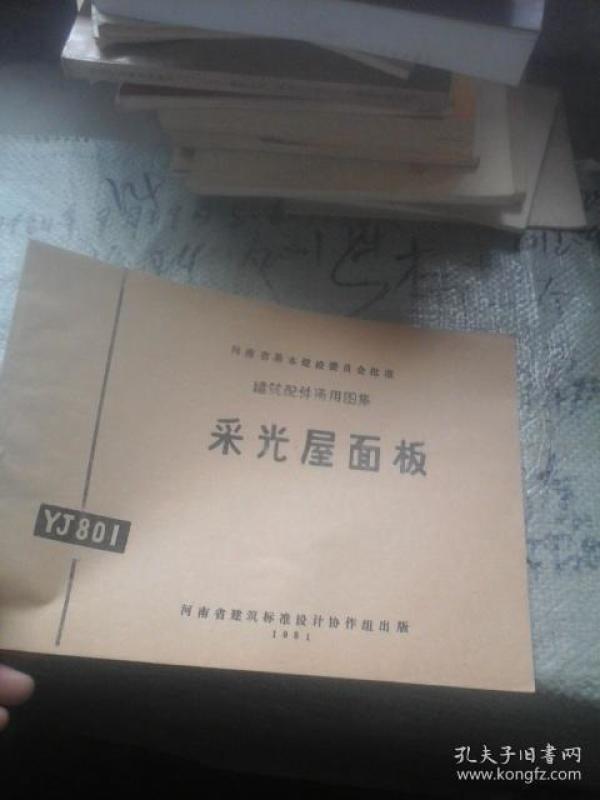 河南省基本建设委员会批准
建筑配件通用图集
采光屋面板
YJ801
河南省建筑标准设计协作组出版
1981
孔夫子旧书网
www.kongfz.com